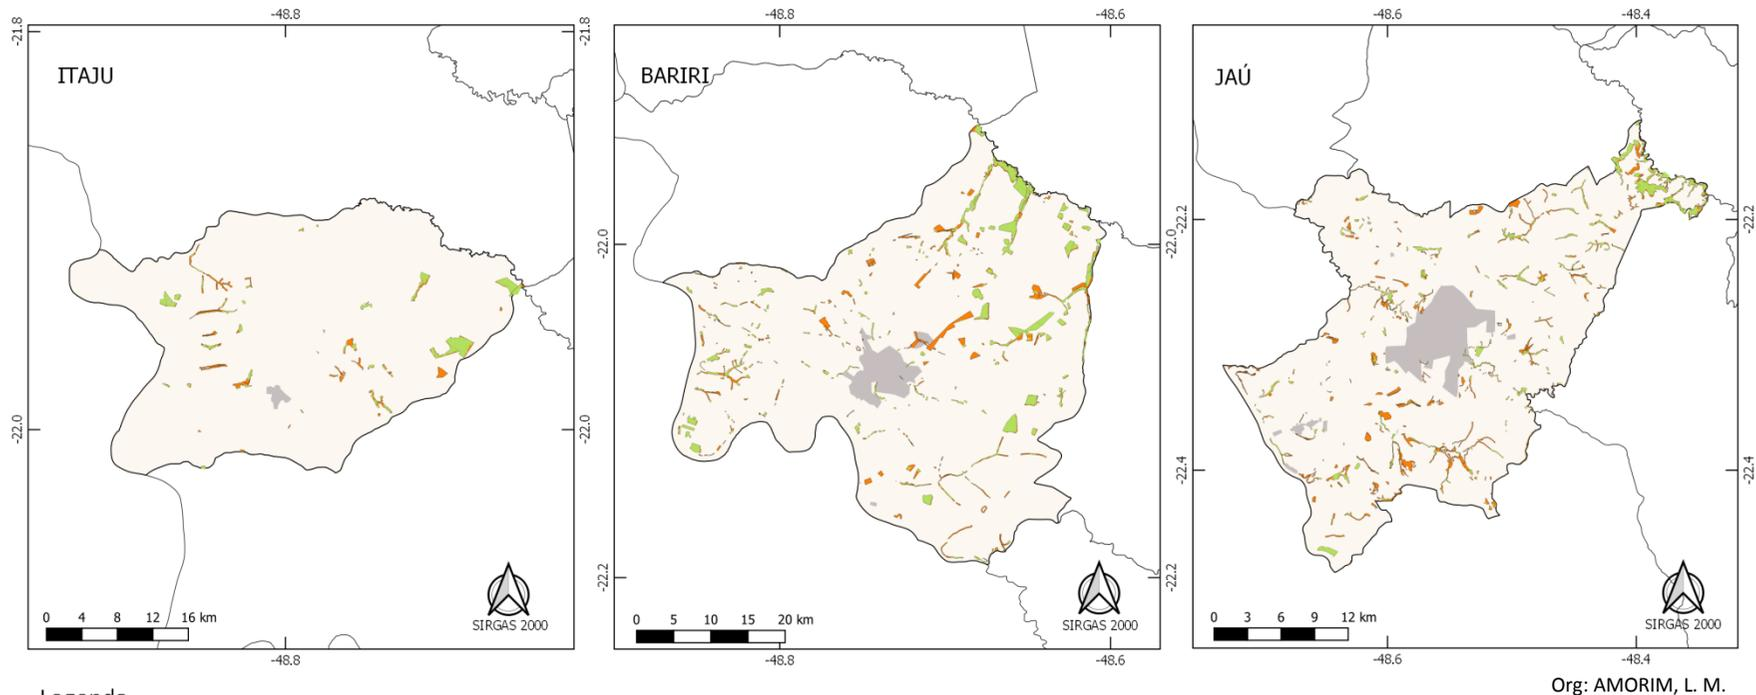 -48.8
-48.8
-48.6
-48.6
-48.4
-21.8
-21.8
ITAJU
BARIRI
JAÚ
-22.2
-22.2
-22.0
-22.0
-22.0
-22.0
-22.4
-22.4
-22.2
-22.2
0 4 8 12 16 km
SIRGAS 2000
0 5 10 15 20 km
SIRGAS 2000
0 3 6 9 12 km
SIRGAS 2000
-48.8
-48.8
-48.6
-48.6
-48.4
Org: AMORIM, L. M.
Legenda